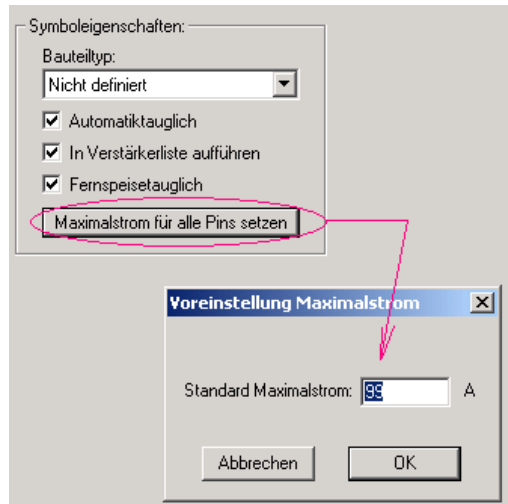 Symboleigenschaften:
Bauteiltyp:
Nicht definiert
Automatiktauglich
In Verstärkerliste aufführen
Fernspeisetauglich
Maximalstrom für alle Pins setzen
Voreinstellung Maximalstrom
Standard Maximalstrom: 99 A
Abbrechen OK